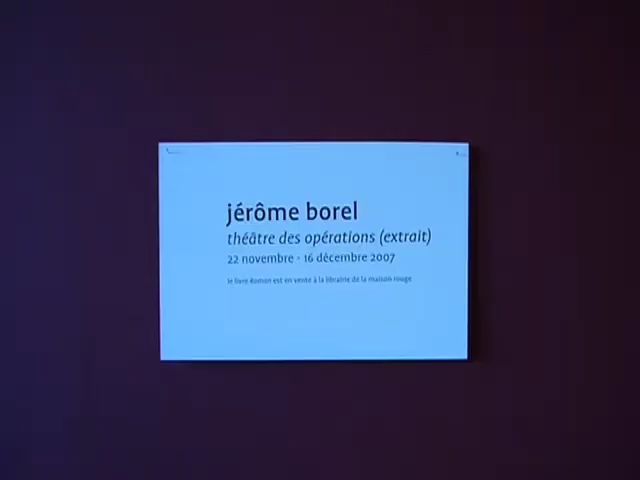 jérôme borel
théâtre des opérations (extrait)
22 novembre - 16 décembre 2007
le livre Roman est en vente à la librairie de la maison rouge